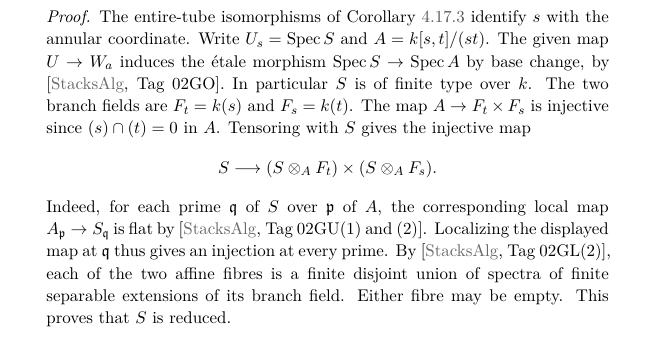 Proof. The entire-tube isomorphisms of Corollary 4.17.3 identify s with the
annular coordinate. Write U_s = Spec S and A = k[s, t]/(st). The given map
U → W_a induces the étale morphism Spec S → Spec A by base change, by
[StacksAlg, Tag 02GO]. In particular S is of finite type over k. The two
branch fields are F_t = k(s) and F_s = k(t). The map A → F_t × F_s is injective
since (s) ∩ (t) = 0 in A. Tensoring with S gives the injective map
S ⟶ (S ⊗_A F_t) × (S ⊗_A F_s).
Indeed, for each prime 𝔮 of S over 𝔭 of A, the corresponding local map
A_𝔭 → S_𝔮 is flat by [StacksAlg, Tag 02GU(1) and (2)]. Localizing the displayed
map at 𝔮 thus gives an injection at every prime. By [StacksAlg, Tag 02GL(2)],
each of the two affine fibres is a finite disjoint union of spectra of finite
separable extensions of its branch field. Either fibre may be empty. This
proves that S is reduced.